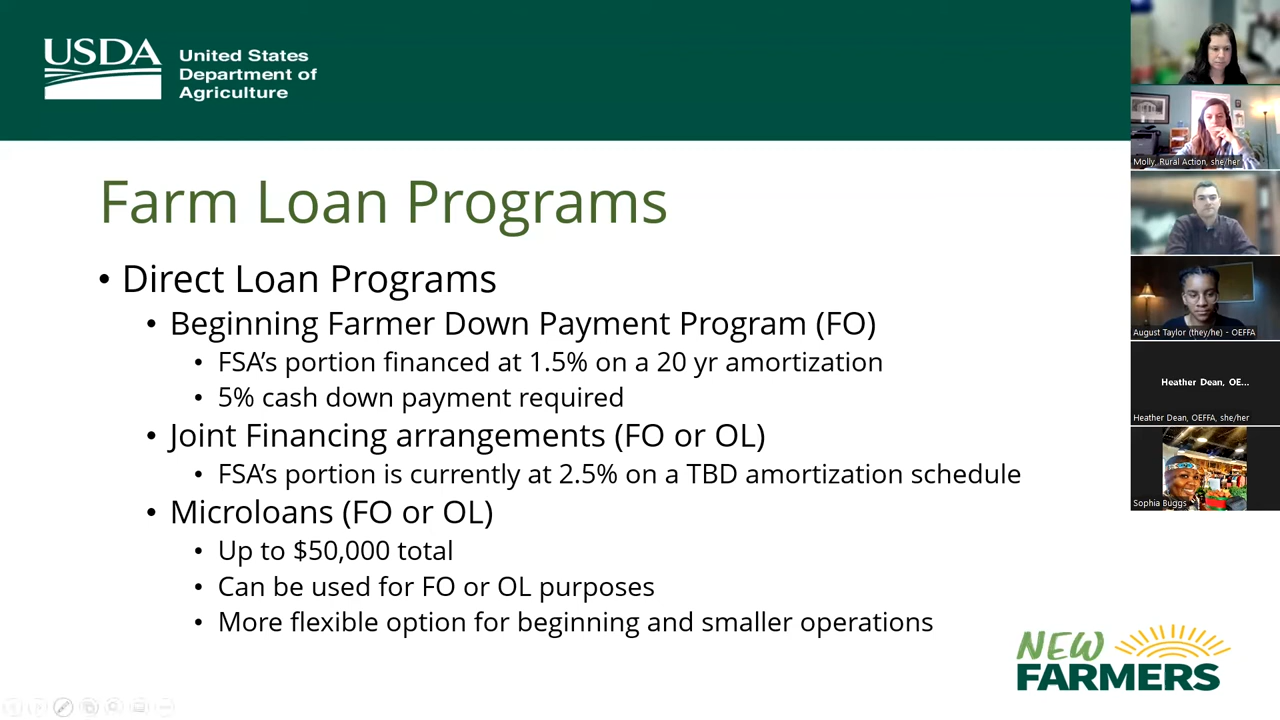 USDA
United States
Department of
Agriculture
Farm Loan Programs
• Direct Loan Programs
• Beginning Farmer Down Payment Program (FO)
• FSA’s portion financed at 1.5% on a 20 yr amortization
• 5% cash down payment required
• Joint Financing arrangements (FO or OL)
• FSA’s portion is currently at 2.5% on a TBD amortization schedule
• Microloans (FO or OL)
• Up to $50,000 total
• Can be used for FO or OL purposes
• More flexible option for beginning and smaller operations
NEW
FARMERS
Molly, Rural Action, she/her
August Taylor (they/he) - OEFFA
Heather Dean, OE...
Heather Dean, OEFFA, she/her
Sophia Buggs